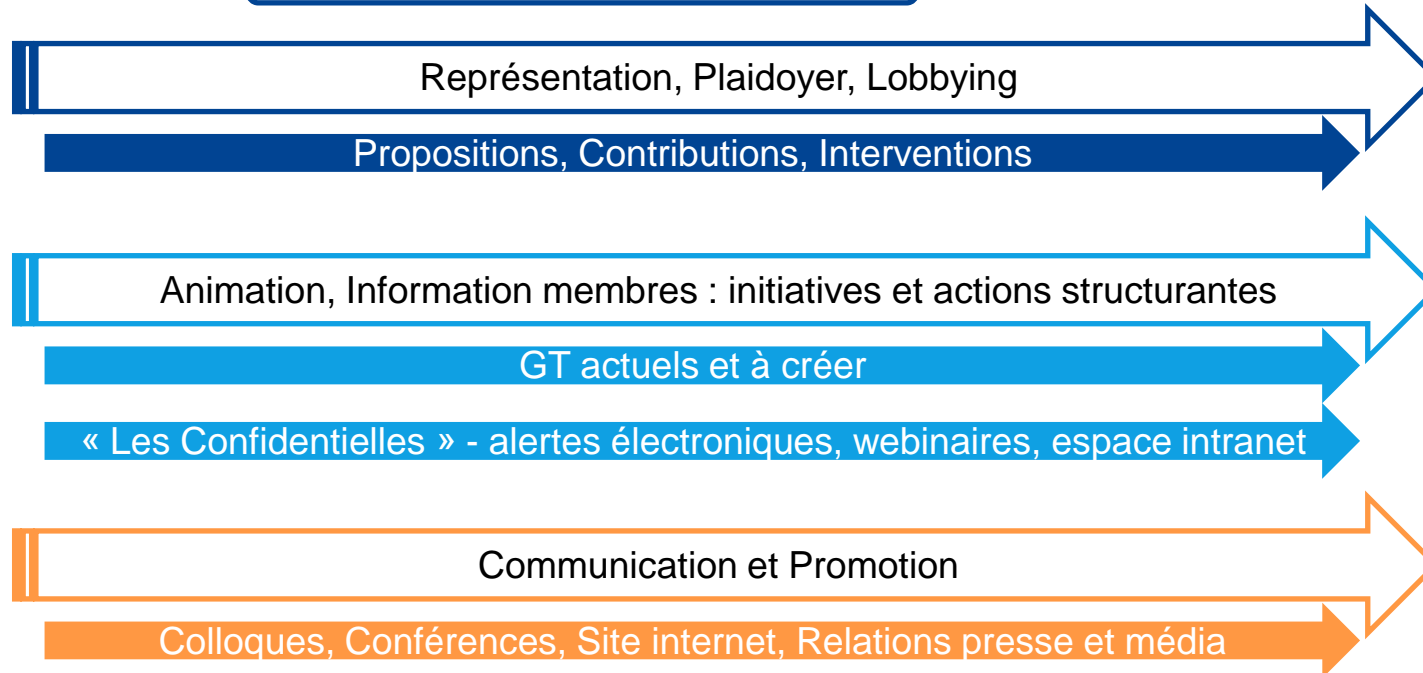 Représentation, Plaidoyer, Lobbying
Propositions, Contributions, Interventions
Animation, Information membres : initiatives et actions structurantes
GT actuels et à créer
« Les Confidentielles » - alertes électroniques, webinaires, espace intranet
Communication et Promotion
Colloques, Conférences, Site internet, Relations presse et média